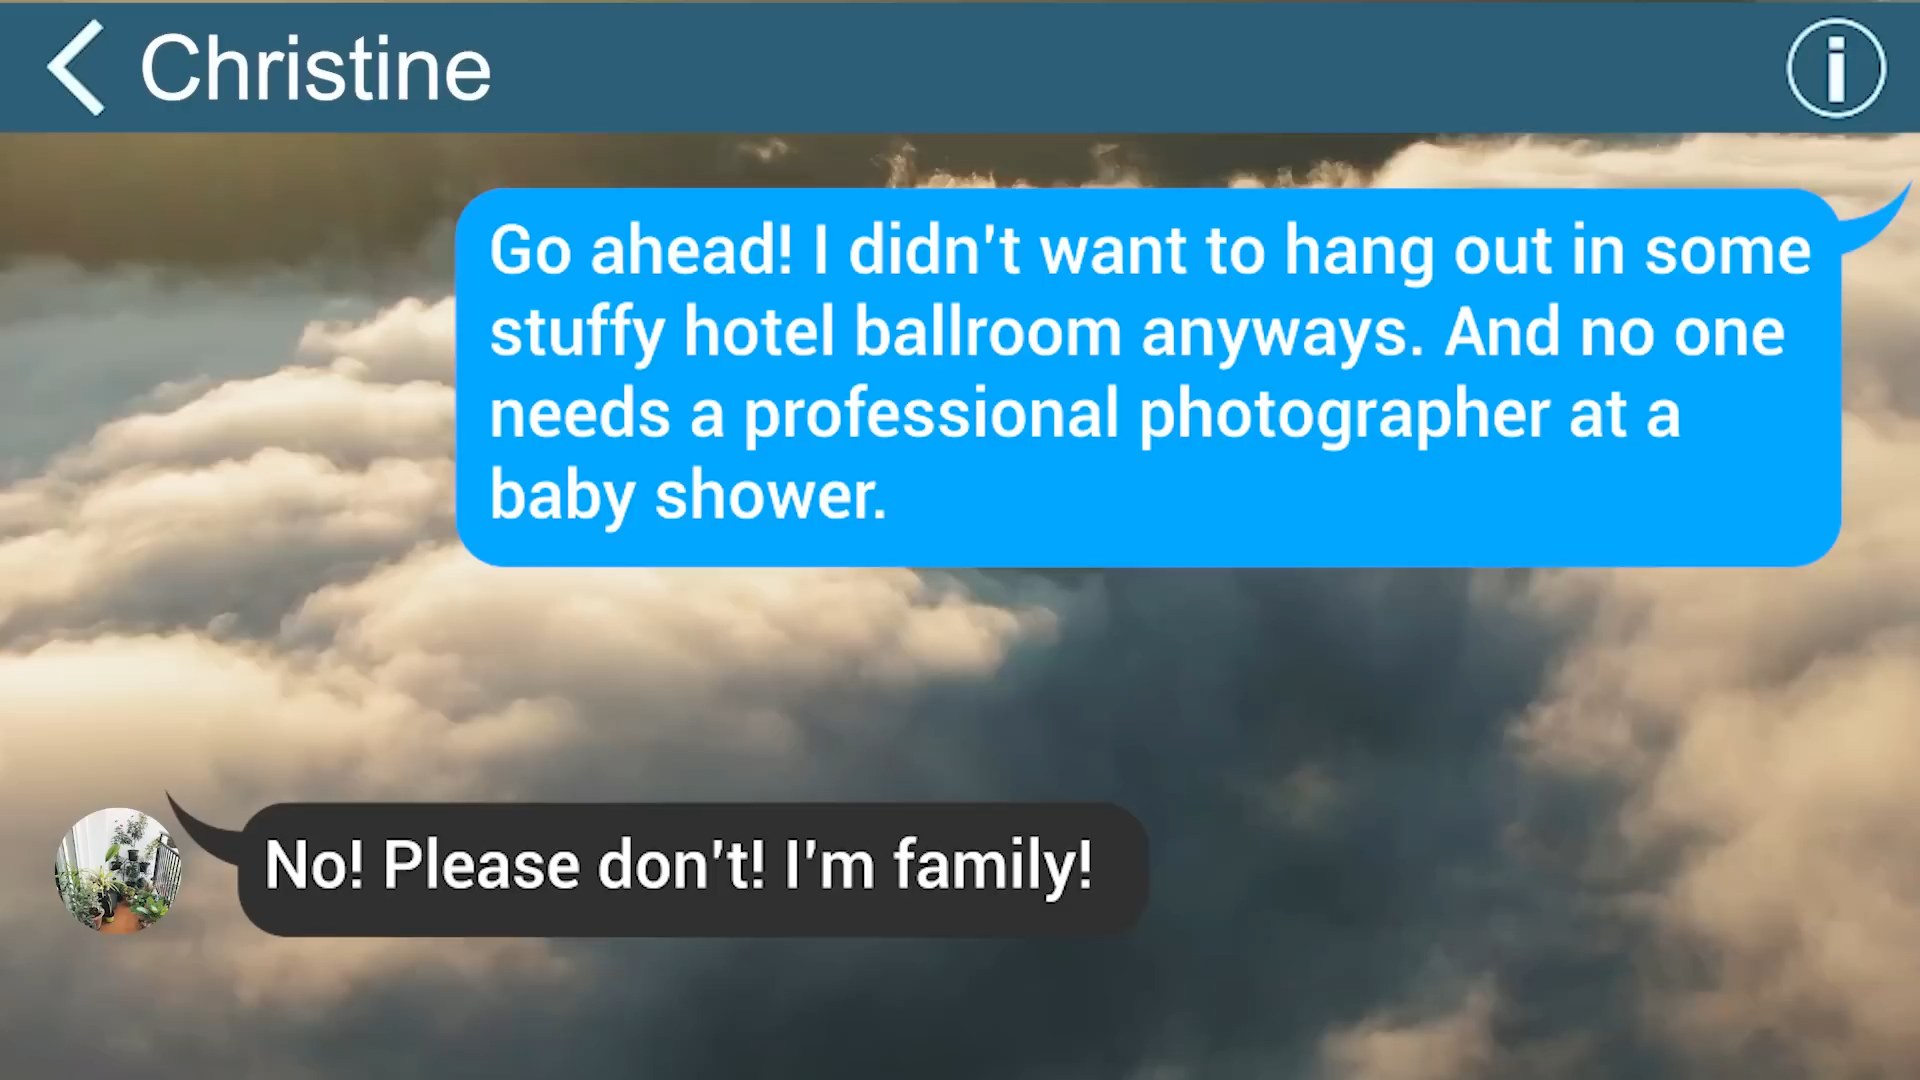 Christine
Go ahead! I didn't want to hang out in some
stuffy hotel ballroom anyways. And no one
needs a professional photographer at a
baby shower.
No! Please don't! I'm family!